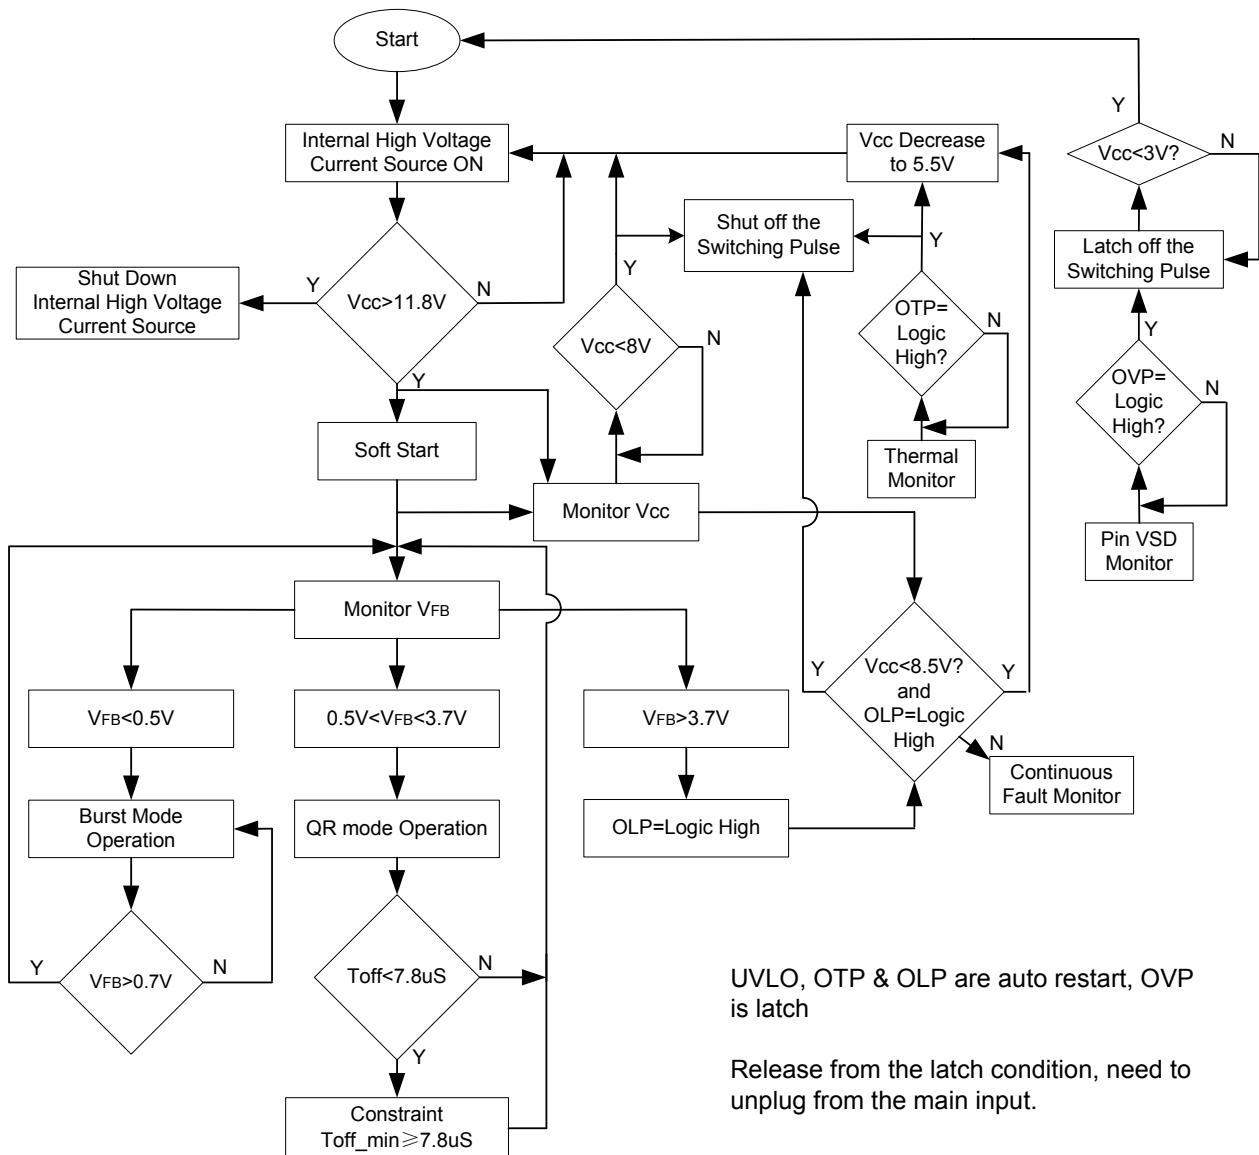 Start
Internal High Voltage
Current Source ON
Vcc Decrease
to 5.5V
Y
Vcc<3V?
N
Shut off the
Switching Pulse
Y
Latch off the
Switching Pulse
Shut Down
Internal High Voltage
Current Source
Y
Vcc>11.8V
N
Y
Vcc<8V
N
OTP=
Logic
High?
N
Y
OVP=
Logic
High?
N
Y
Soft Start
Thermal
Monitor
Monitor Vcc
Pin VSD
Monitor
Monitor VFB
Y
Vcc<8.5V?
and
OLP=Logic
High
Y
N
VFB<0.5V
0.5V<VFB<3.7V
VFB>3.7V
Continuous
Fault Monitor
Burst Mode
Operation
QR mode Operation
OLP=Logic High
Y
VFB>0.7V
N
Toff<7.8uS
N
Y
Constraint
Toff_min≥7.8uS
UVLO, OTP & OLP are auto restart, OVP
is latch
Release from the latch condition, need to
unplug from the main input.